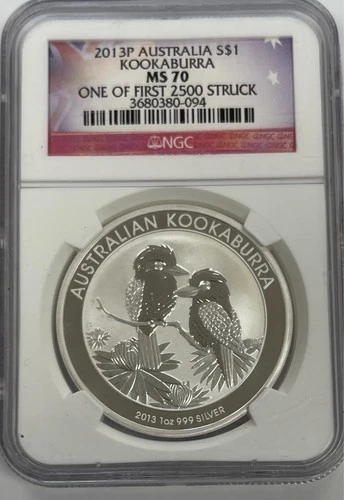 2013P AUSTRALIA S$1
KOOKABURRA
MS 70
ONE OF FIRST 2500 STRUCK
3680380-094
NGC
AUSTRALIAN KOOKABURRA
2013 1oz 999 SILVER